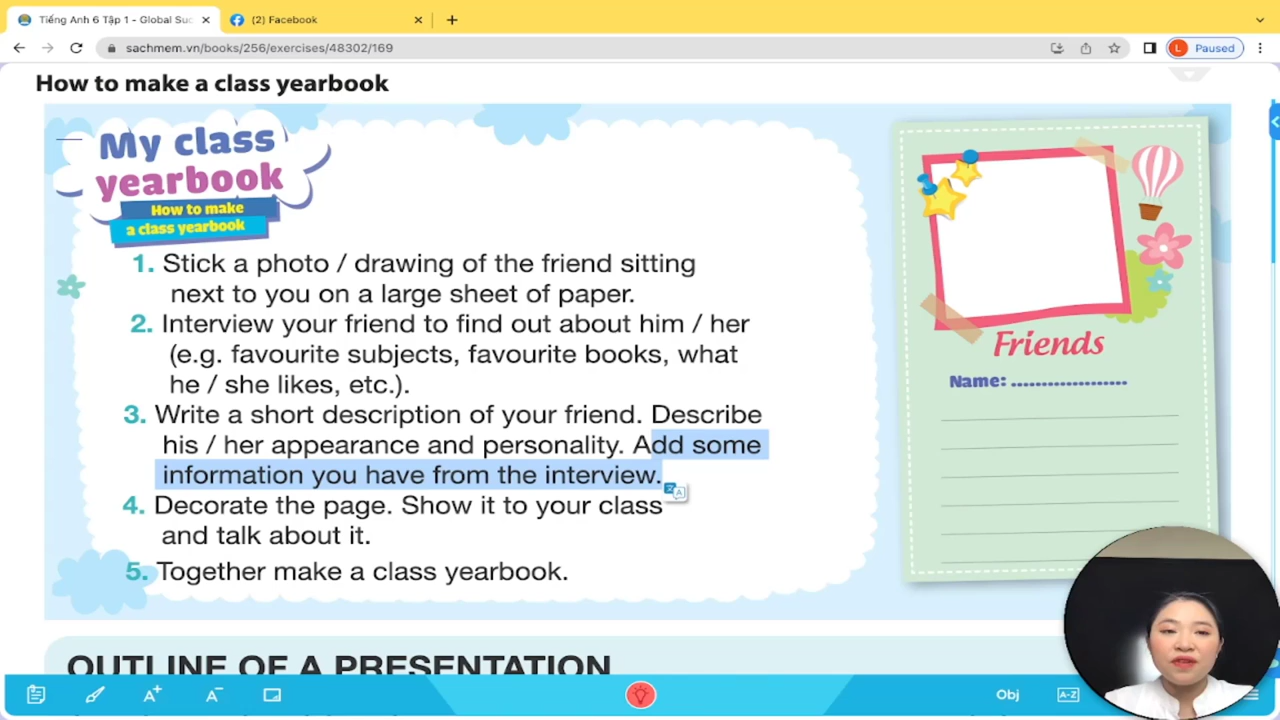 Tiếng Anh 6 Tập 1 - Global Suc
(2) Facebook
sachmem.vn/books/256/exercises/48302/169
L
Paused
How to make a class yearbook
My class
yearbook
How to make
a class yearbook
1. Stick a photo / drawing of the friend sitting
next to you on a large sheet of paper.
2. Interview your friend to find out about him / her
(e.g. favourite subjects, favourite books, what
he / she likes, etc.).
3. Write a short description of your friend. Describe
his / her appearance and personality. Add some
information you have from the interview.
4. Decorate the page. Show it to your class
and talk about it.
5. Together make a class yearbook.
Friends
Name: ...................
OUTLINE OF A PRESENTATION
A+
A-
Obj
A-Z